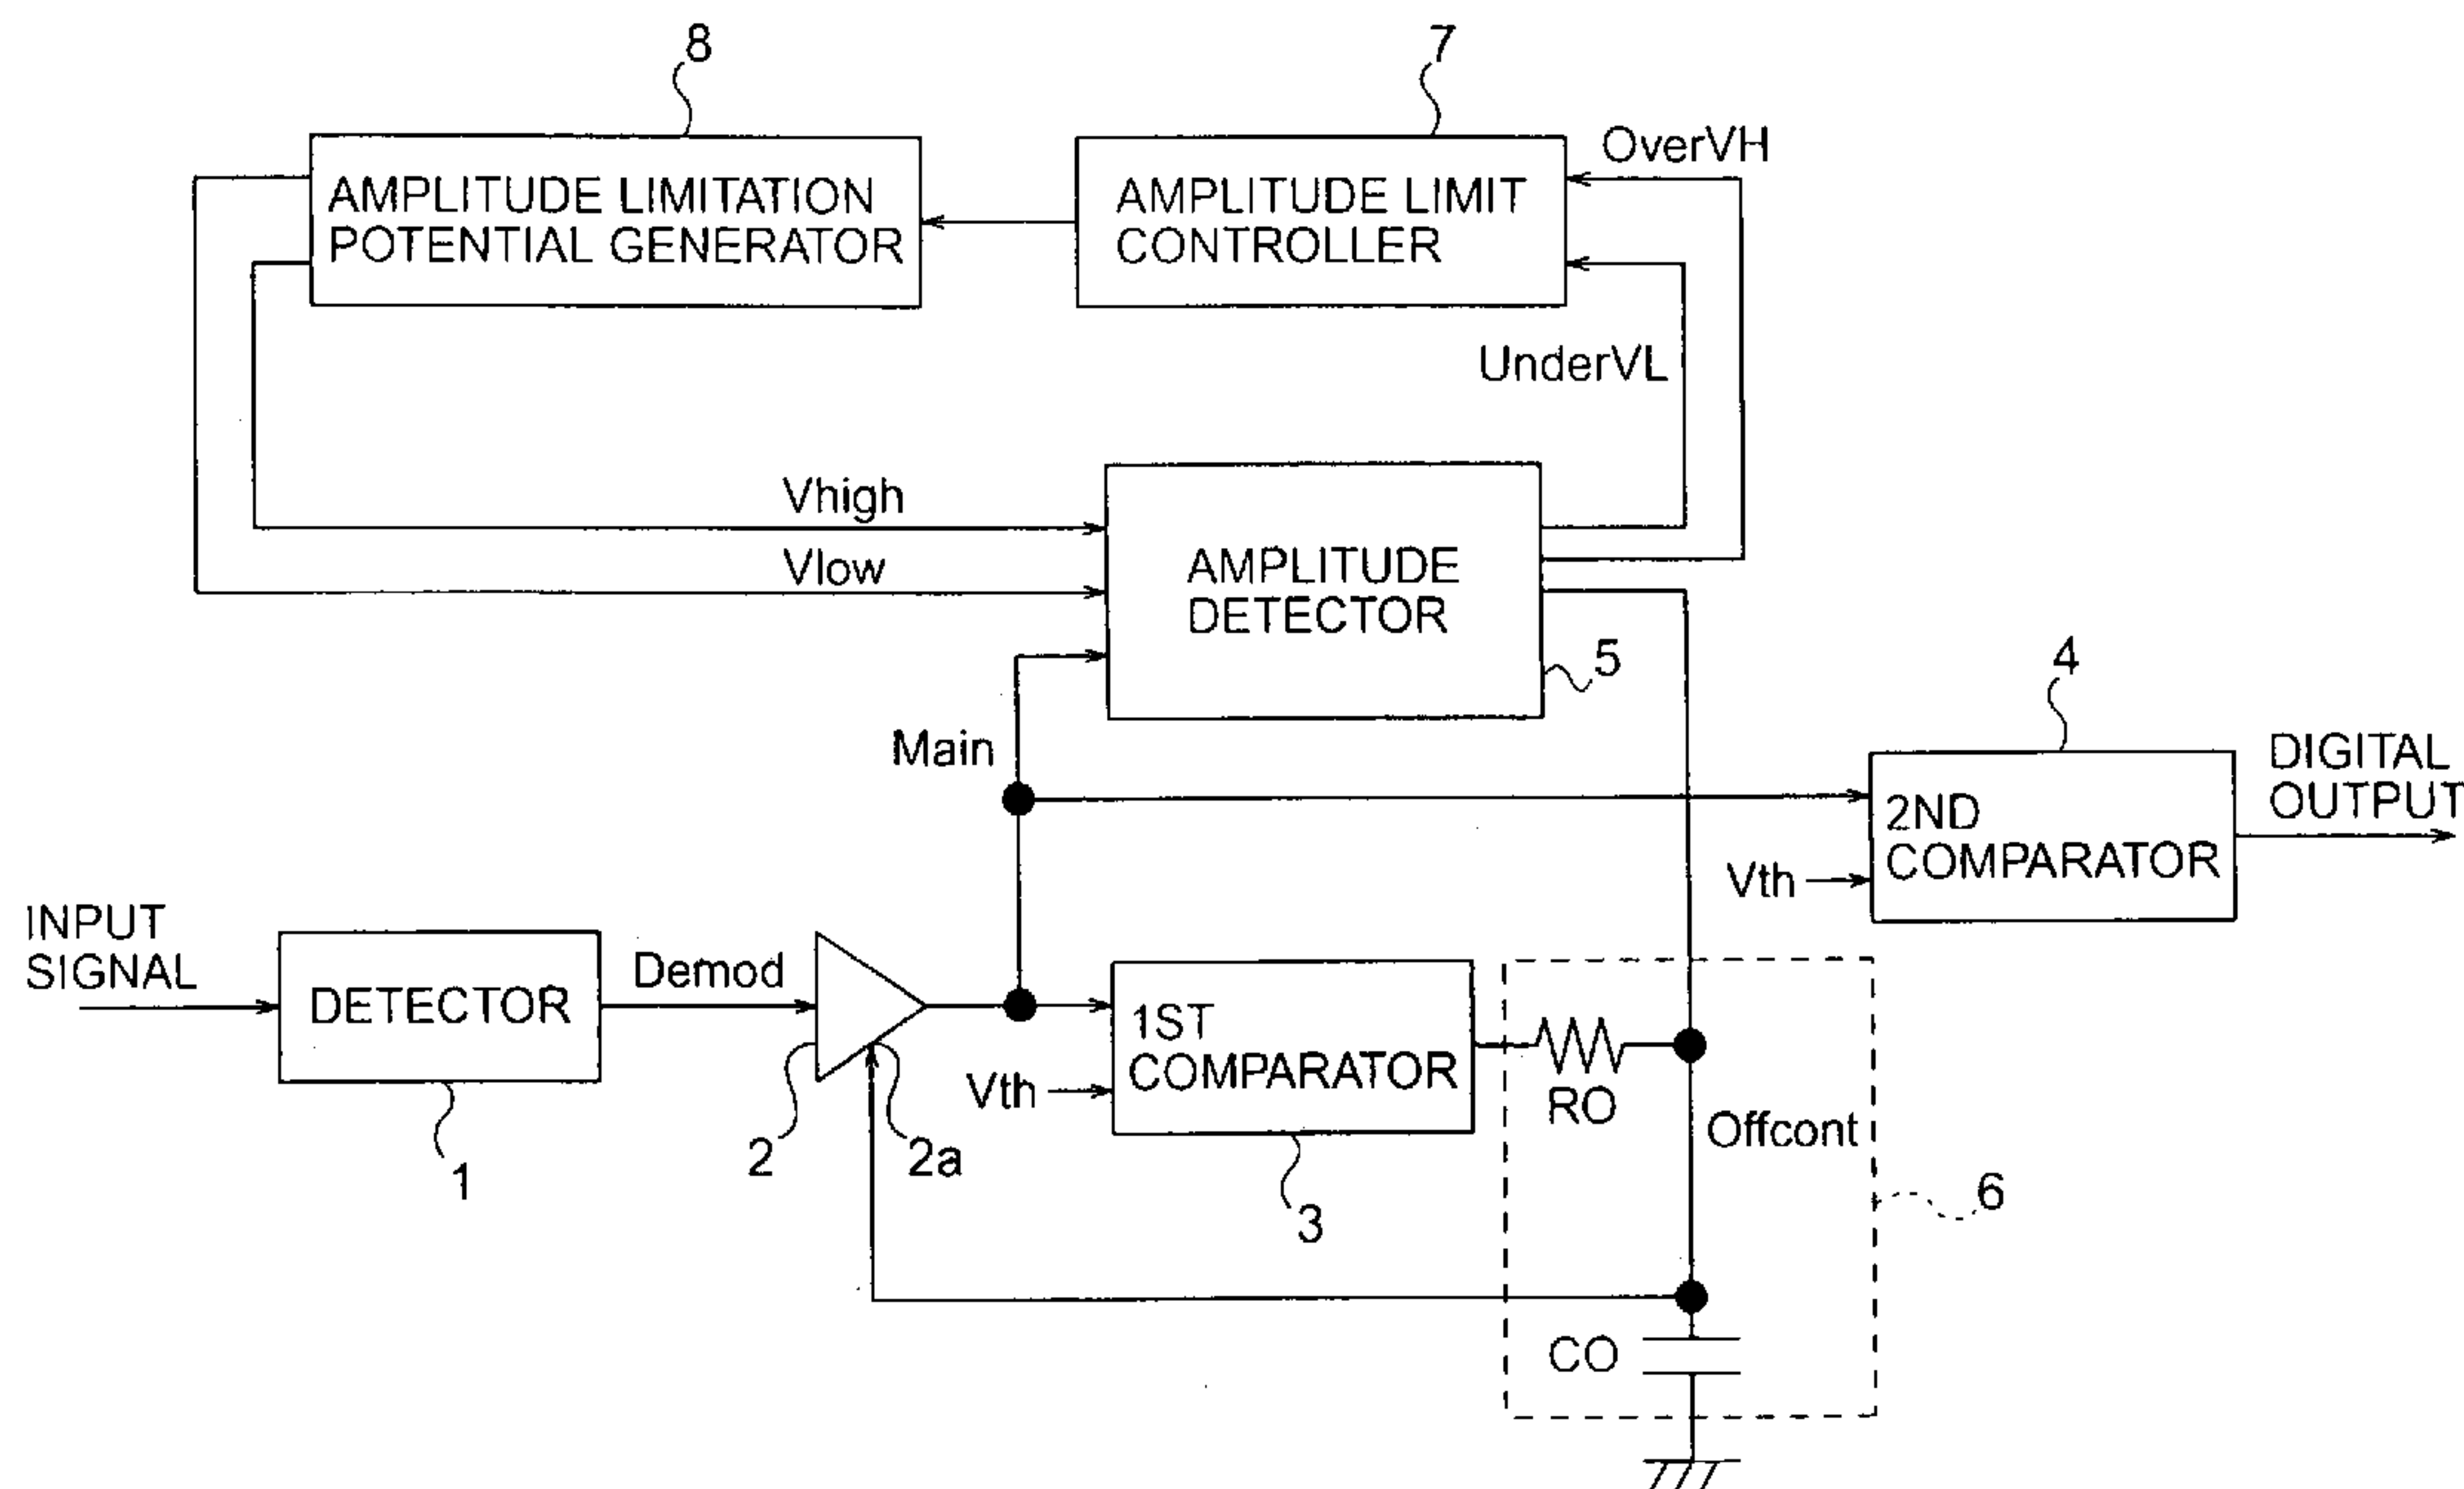 8
7
OverVH
AMPLITUDE LIMITATION
POTENTIAL GENERATOR
AMPLITUDE LIMIT
CONTROLLER
UnderVL
Vhigh
Vlow
AMPLITUDE
DETECTOR
5
4
Main
DIGITAL
OUTPUT
2ND
COMPARATOR
Vth
INPUT
SIGNAL
DETECTOR
Demod
1ST
COMPARATOR
Vth
RO
Offcont
1
2
2a
3
6
CO